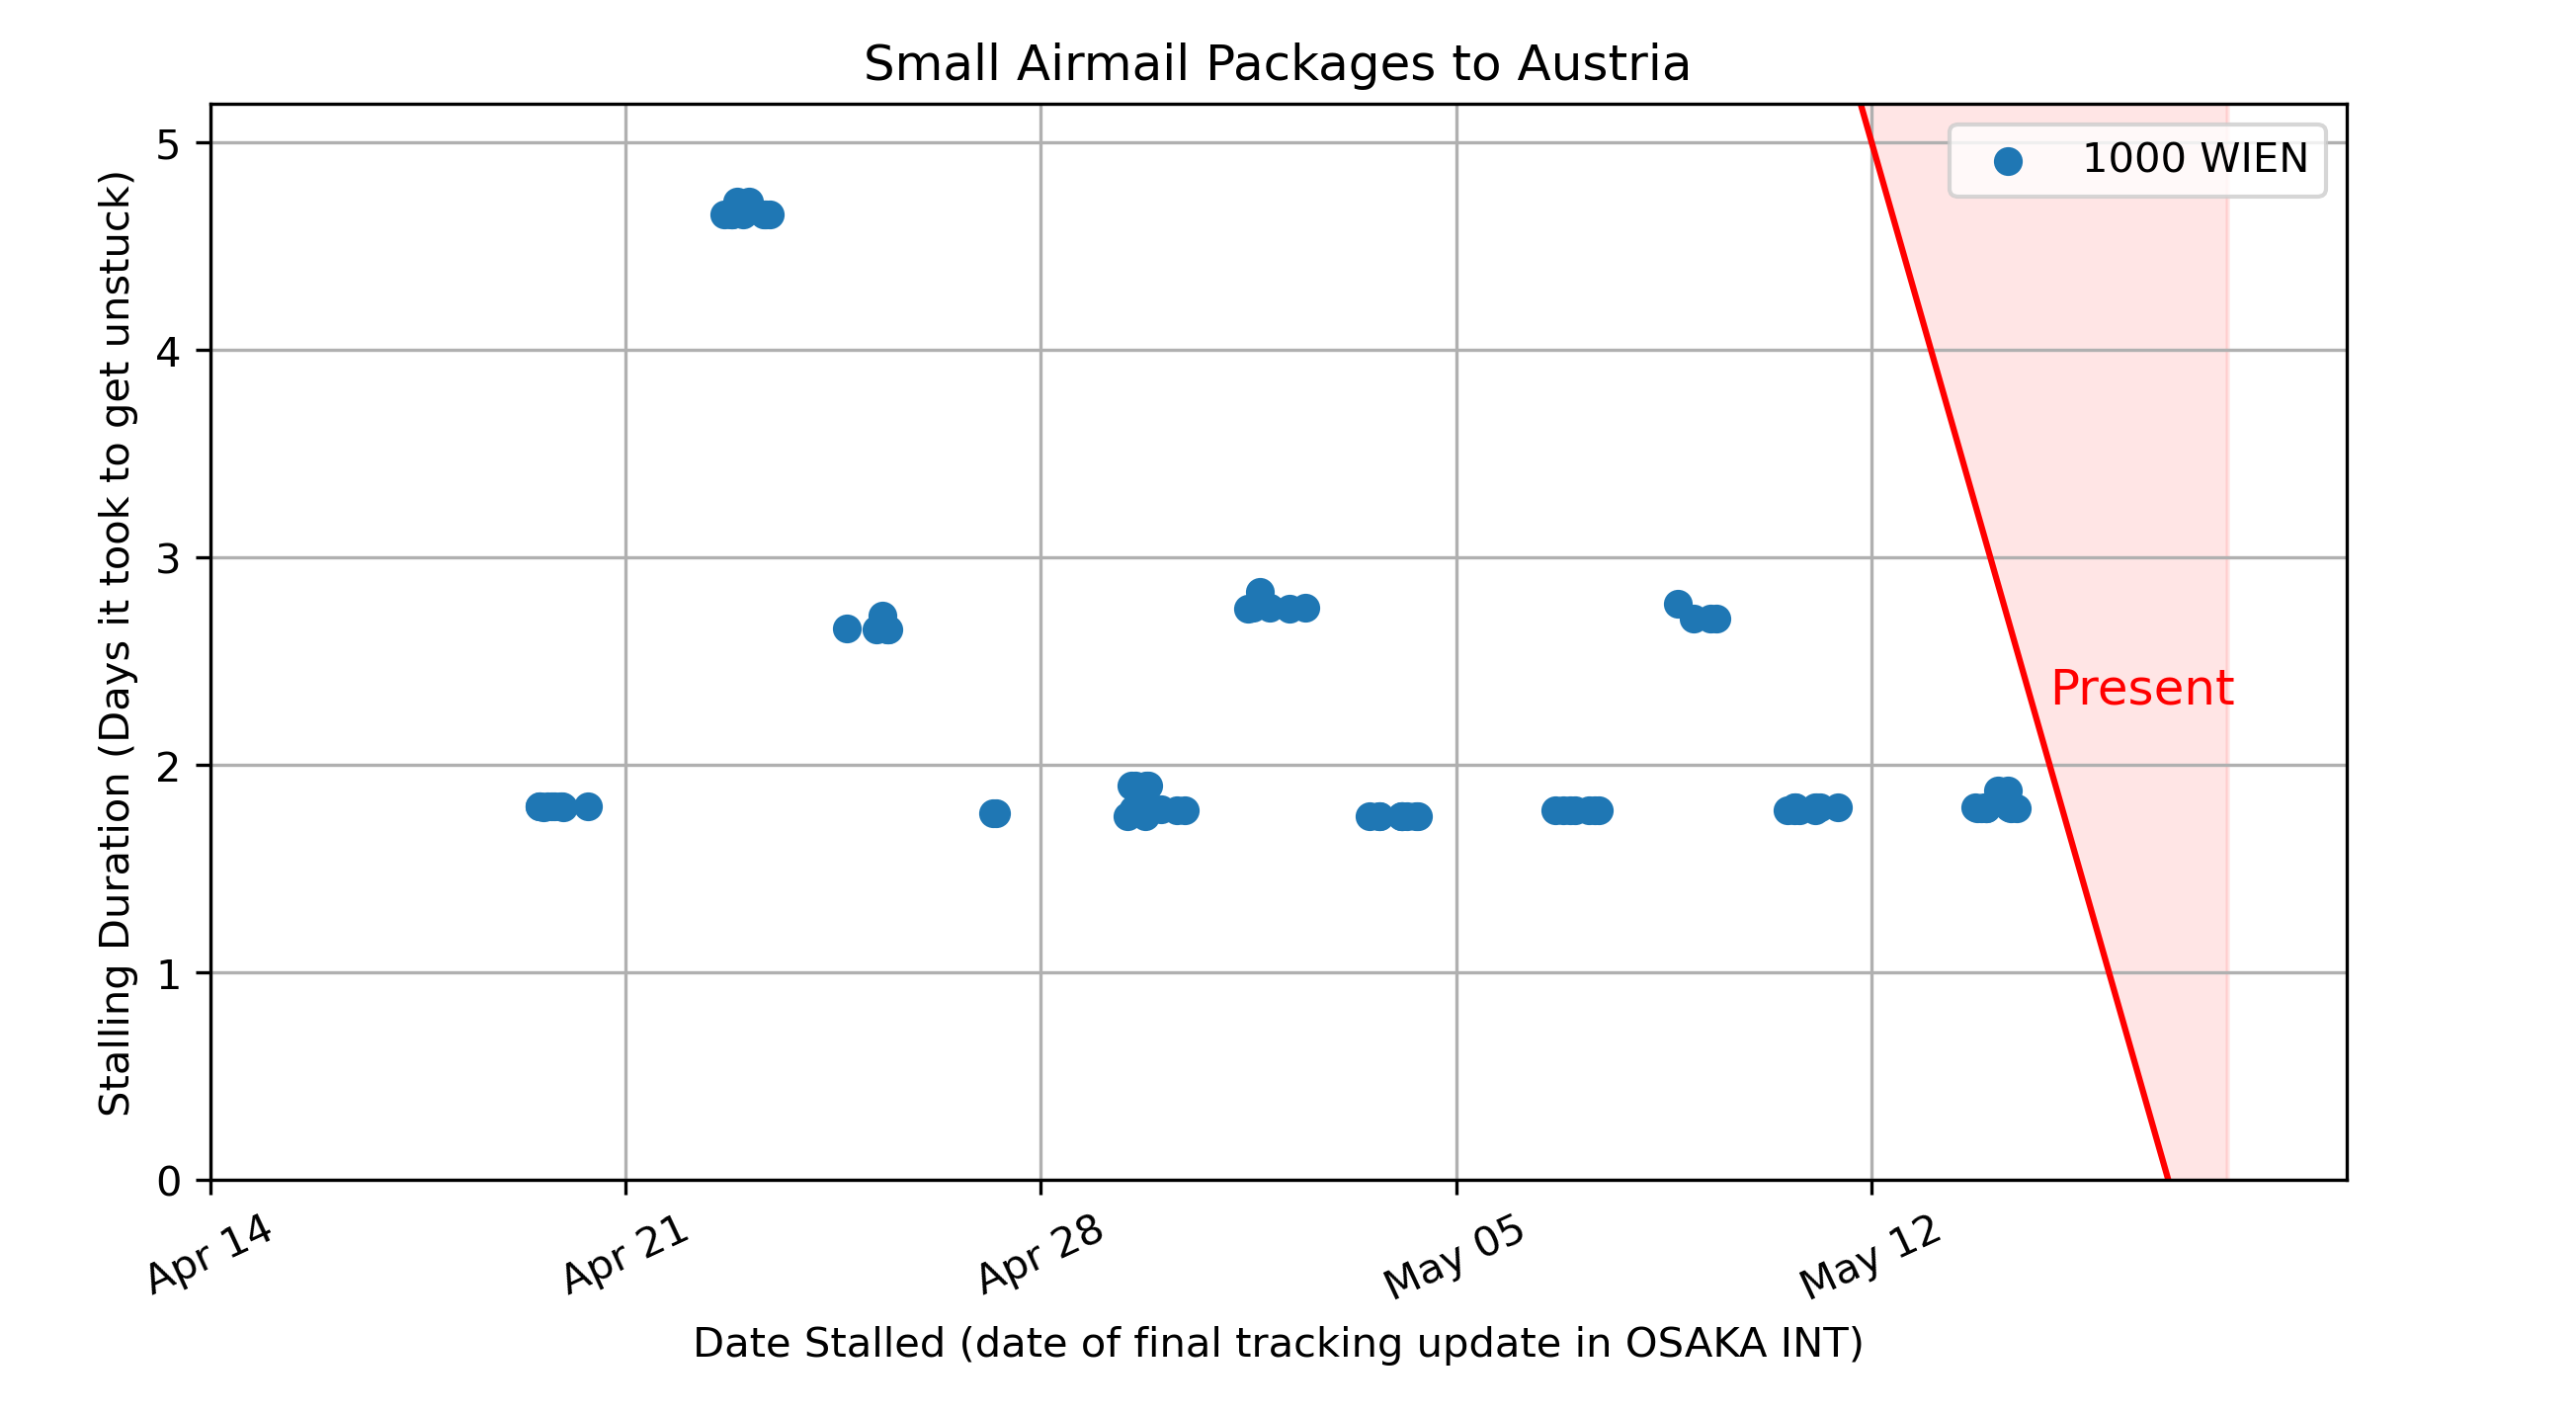 Small Airmail Packages to Austria
Stalling Duration (Days it took to get unstuck)
5
4
3
2
1
0
1000 WIEN
Present
Apr 14
Apr 21
Apr 28
May 05
May 12
Date Stalled (date of final tracking update in OSAKA INT)